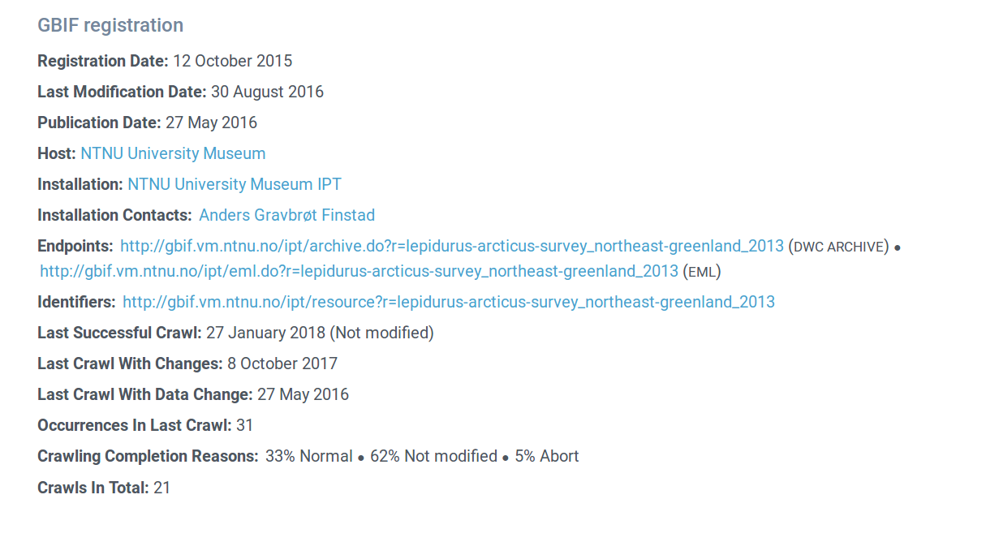 GBIF registration
Registration Date: 12 October 2015
Last Modification Date: 30 August 2016
Publication Date: 27 May 2016
Host: NTNU University Museum
Installation: NTNU University Museum IPT
Installation Contacts: Anders Gravbrøt Finstad
Endpoints: http://gbif.vm.ntnu.no/ipt/archive.do?r=lepidurus-arcticus-survey_northeast-greenland_2013 (DWC ARCHIVE) ●
http://gbif.vm.ntnu.no/ipt/eml.do?r=lepidurus-arcticus-survey_northeast-greenland_2013 (EML)
Identifiers: http://gbif.vm.ntnu.no/ipt/resource?r=lepidurus-arcticus-survey_northeast-greenland_2013
Last Successful Crawl: 27 January 2018 (Not modified)
Last Crawl With Changes: 8 October 2017
Last Crawl With Data Change: 27 May 2016
Occurrences In Last Crawl: 31
Crawling Completion Reasons: 33% Normal ● 62% Not modified ● 5% Abort
Crawls In Total: 21